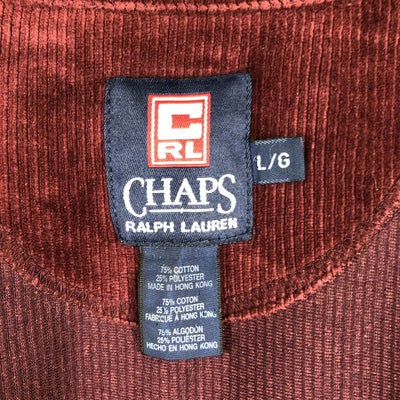 C
RL
CHAPS
RALPH LAUREN
L/G
75% COTTON
25% POLYESTER
MADE IN HONG KONG
75% COTON
25% POLYESTER
FABRIQUÉ À HONG KONG
75% ALGODON
25% POLIÉSTER
HECHO EN HONG KONG